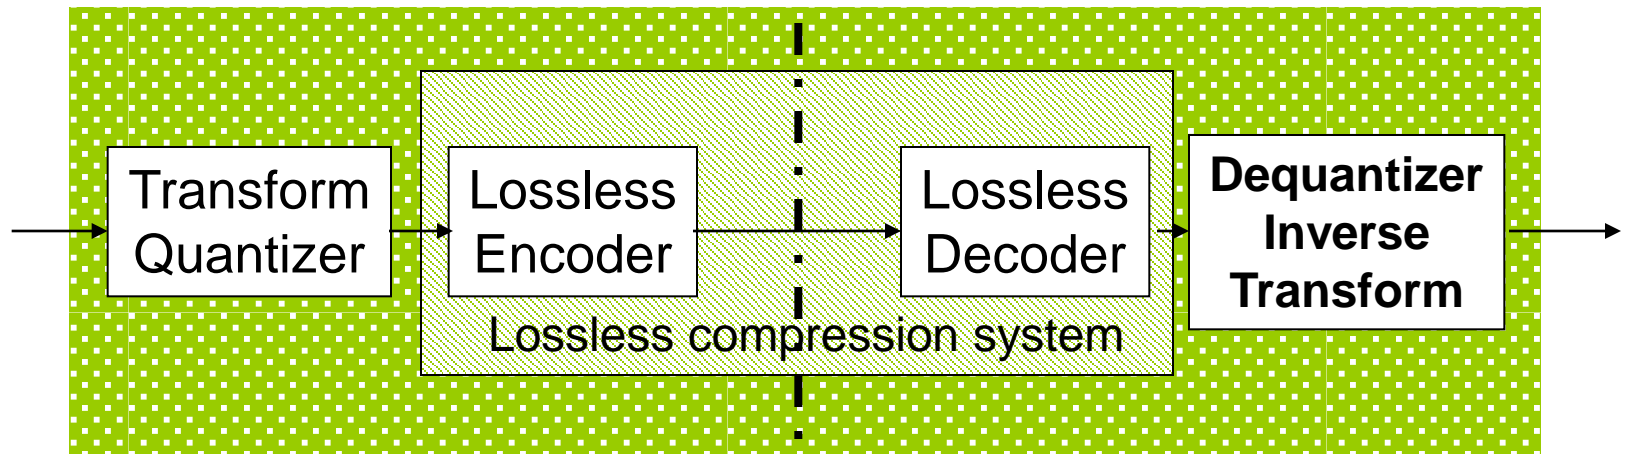 Transform
Quantizer
Lossless
Encoder
Lossless
Decoder
Dequantizer
Inverse
Transform
Lossless compression system